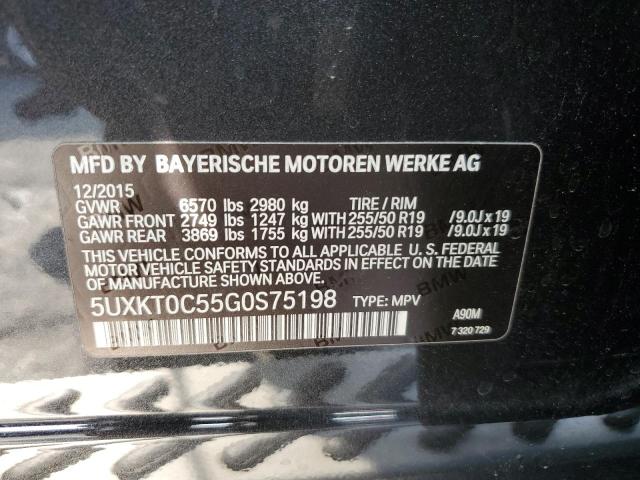 MFD BY BAYERISCHE MOTOREN WERKE AG
12/2015
GVWR 6570 lbs 2980 kg TIRE / RIM
GAWR FRONT 2749 lbs 1247 kg WITH 255/50 R19 /9.0J x 19
GAWR REAR 3869 lbs 1755 kg WITH 255/50 R19 /9.0J x 19
THIS VEHICLE CONFORMS TO ALL APPLICABLE U. S. FEDERAL
MOTOR VEHICLE SAFETY STANDARDS IN EFFECT ON THE DATE
OF MANUFACTURE SHOWN ABOVE.
5UXKT0C55G0S75198 TYPE: MPV
A90M
7 320 729